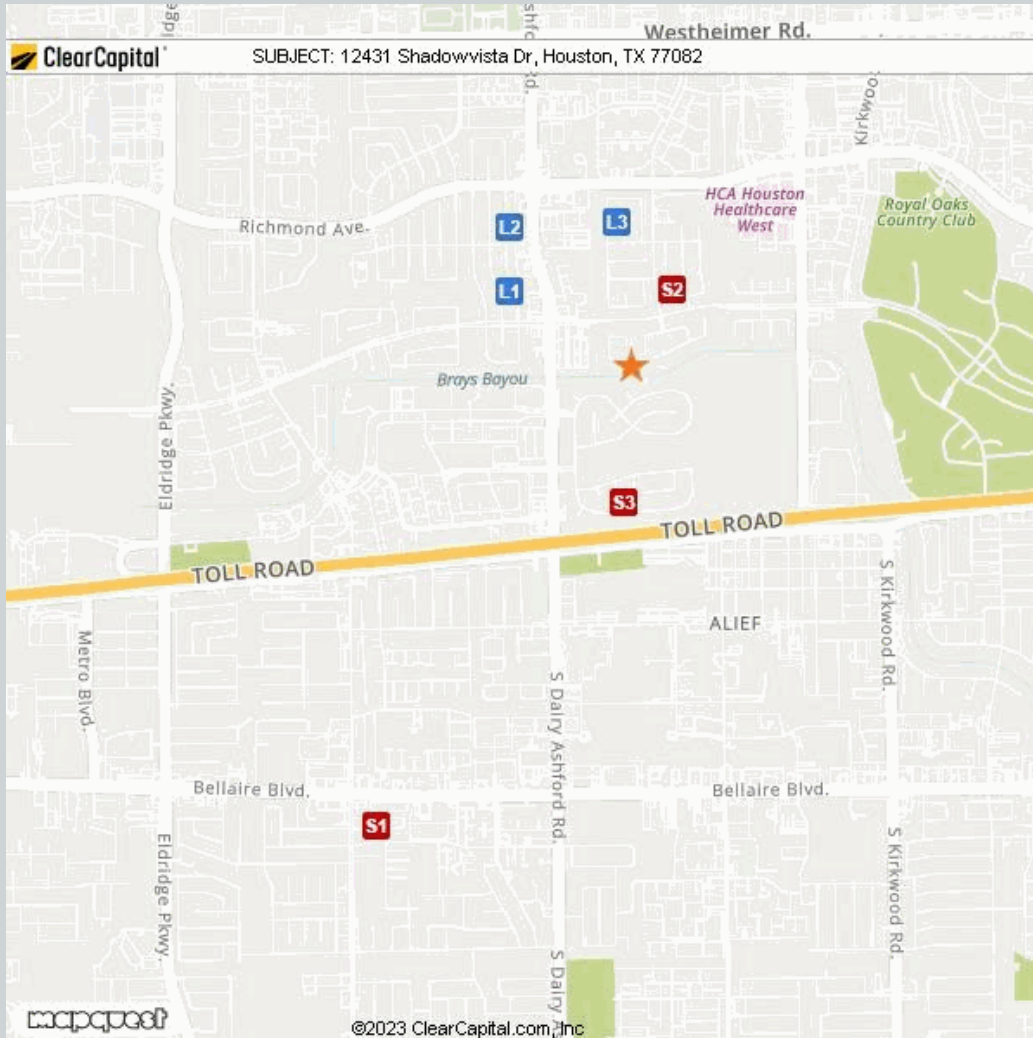 Eldridge
Westheimer Rd.
ClearCapital
SUBJECT: 12431 Shadowvista Dr, Houston, TX 77082
Rd.
HCA Houston
Healthcare
West
Royal Oaks
Country Club
Richmond Ave.
L2
L3
L1
S2
Brays Bayou
Eldridge Pkwy.
S3
TOLL ROAD
TOLL ROAD
ALIEF
S Kirkwood Rd.
Metro Blvd.
S Dairy Ashford Rd.
Bellaire Blvd.
Bellaire Blvd.
S1
Eldridge Pkwy.
S Kirkwood Rd.
S Dairy
mapquest
©2023 ClearCapital.com, Inc